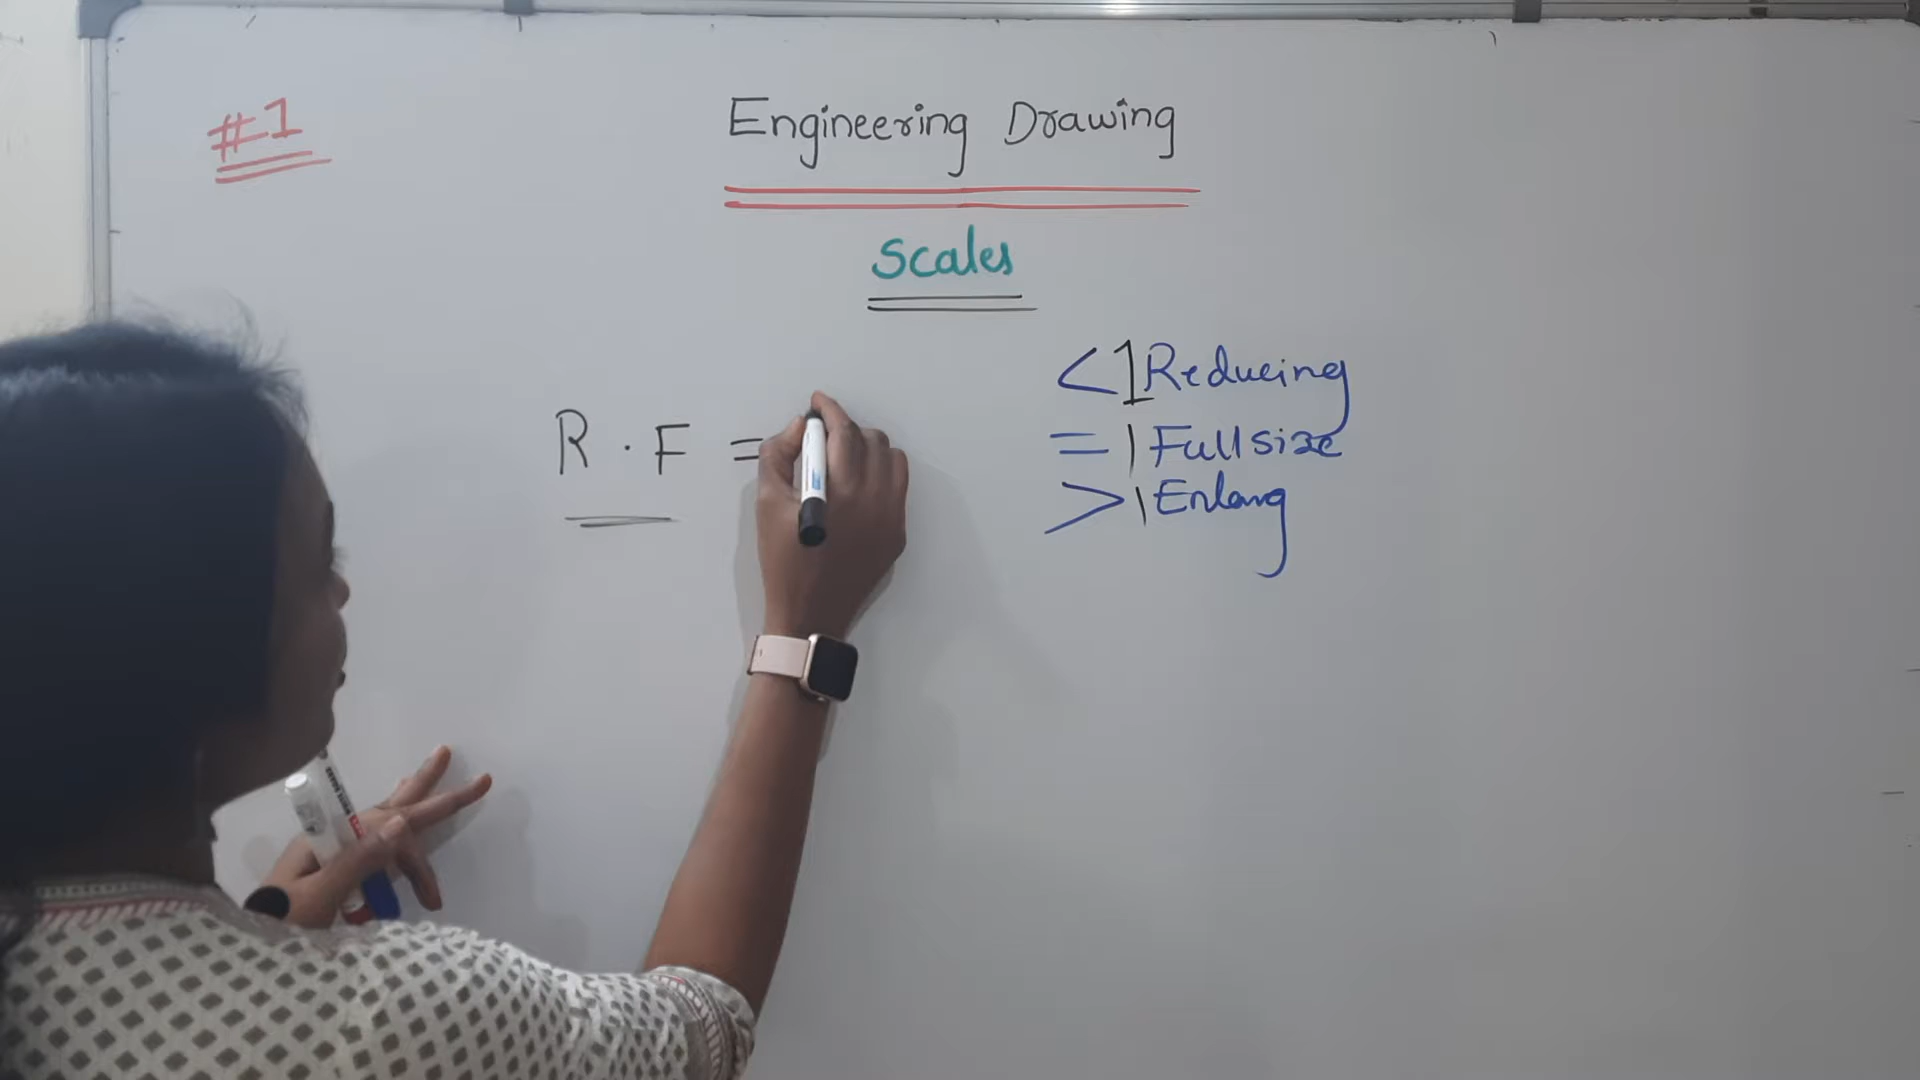 #1
Engineering Drawing
Scales
R.F =
<1 Reducing
=1 Fullsize
>1 Enlarg